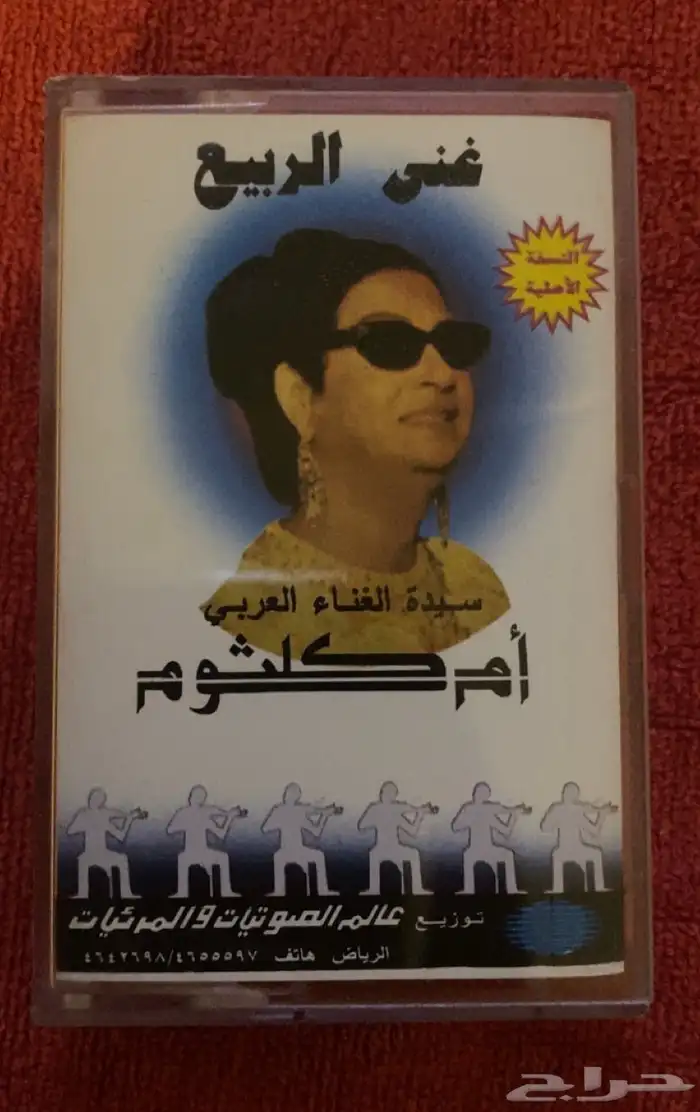 غنى الربيع
النسخة
الأصلية
سيدة الغناء العربي
أم كلثوم
توزيع عالم الصوتيات والمرئيات
الرياض هاتف ٤٦٥٥٥٩٧/٤٦٤٢٦٩٨
حراج